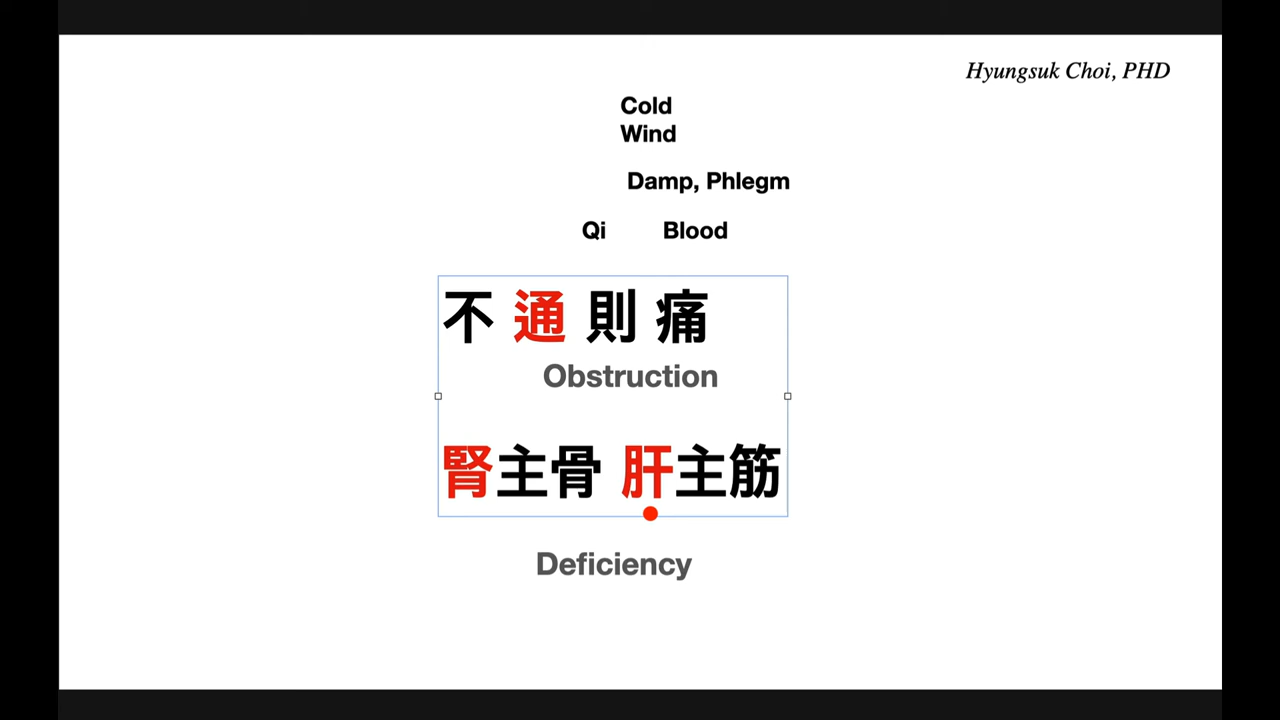 Hyungsuk Choi, PHD
Cold
Wind
Damp, Phlegm
Qi Blood
不通則痛
Obstruction
腎主骨 肝主筋
Deficiency